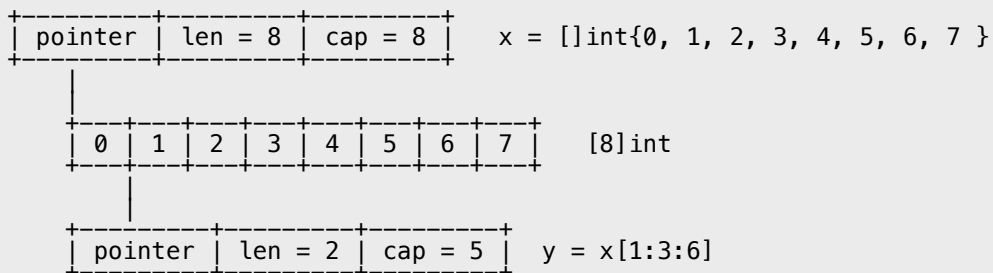 pointer | len = 8 | cap = 8 | x = []int{0, 1, 2, 3, 4, 5, 6, 7 }
| 0 | 1 | 2 | 3 | 4 | 5 | 6 | 7 | [8]int
| pointer | len = 2 | cap = 5 | y = x[1:3:6]